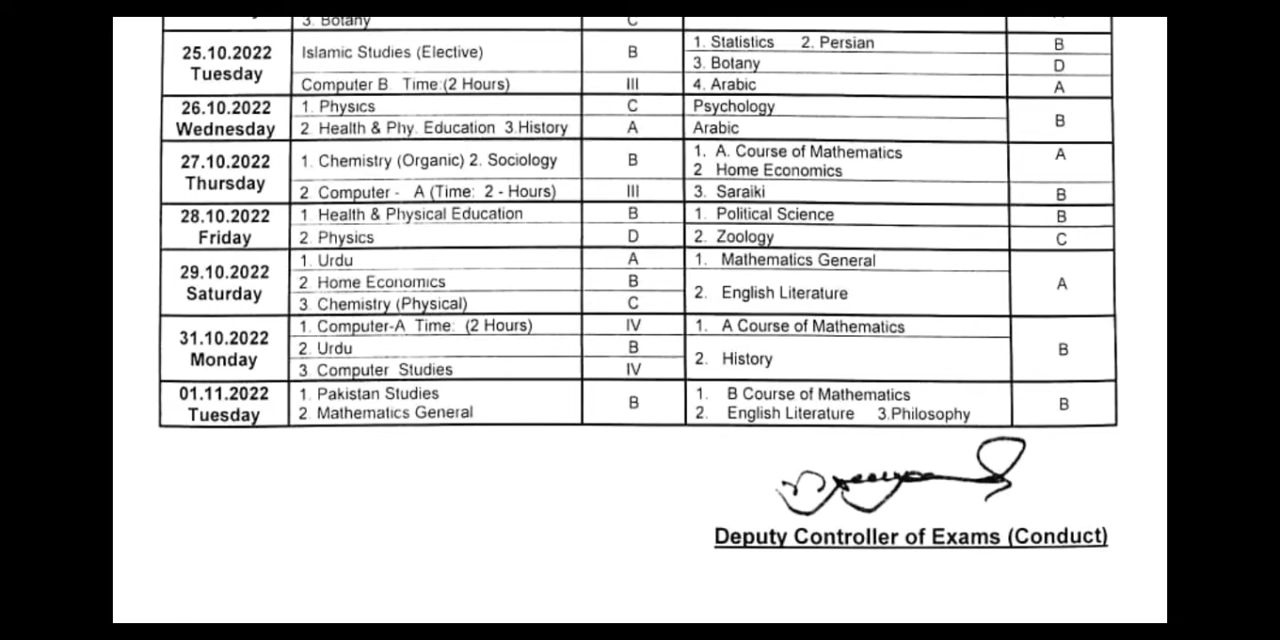 3. Botany C
25.10.2022 Tuesday
Islamic Studies (Elective) B
1. Statistics 2. Persian B
3. Botany D
Computer B Time:(2 Hours) III
4. Arabic A
26.10.2022 Wednesday
1. Physics C
Psychology B
2. Health & Phy. Education 3.History A
Arabic
27.10.2022 Thursday
1. Chemistry (Organic) 2. Sociology B
1. A. Course of Mathematics A
2 Home Economics
2 Computer - A (Time: 2 - Hours) III
3. Saraiki B
28.10.2022 Friday
1 Health & Physical Education B
1. Political Science B
2. Physics D
2. Zoology C
29.10.2022 Saturday
1. Urdu A
1. Mathematics General A
2 Home Economics B
2. English Literature
3. Chemistry (Physical) C
31.10.2022 Monday
1. Computer-A Time: (2 Hours) IV
1. A Course of Mathematics B
2. Urdu B
2. History
3 Computer Studies IV
01.11.2022 Tuesday
1. Pakistan Studies B
1. B Course of Mathematics B
2. Mathematics General
2. English Literature 3.Philosophy
Deputy Controller of Exams (Conduct)